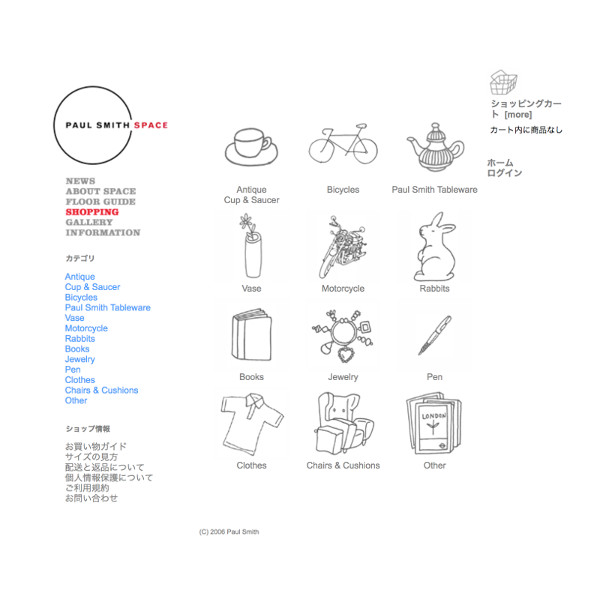 PAUL SMITH SPACE
NEWS
ABOUT SPACE
FLOOR GUIDE
SHOPPING
GALLERY
INFORMATION
カテゴリ
Antique
Cup & Saucer
Bicycles
Paul Smith Tableware
Vase
Motorcycle
Rabbits
Books
Jewelry
Pen
Clothes
Chairs & Cushions
Other
ショップ情報
お買い物ガイド
サイズの見方
配送と返品について
個人情報保護について
ご利用規約
お問い合わせ
Antique
Cup & Saucer
Bicycles
Paul Smith Tableware
Vase
Motorcycle
Rabbits
Books
Jewelry
Pen
Clothes
Chairs & Cushions
LONDON
Other
ショッピングカー
ト [more]
カート内に商品なし
ホーム
ログイン
(C) 2006 Paul Smith